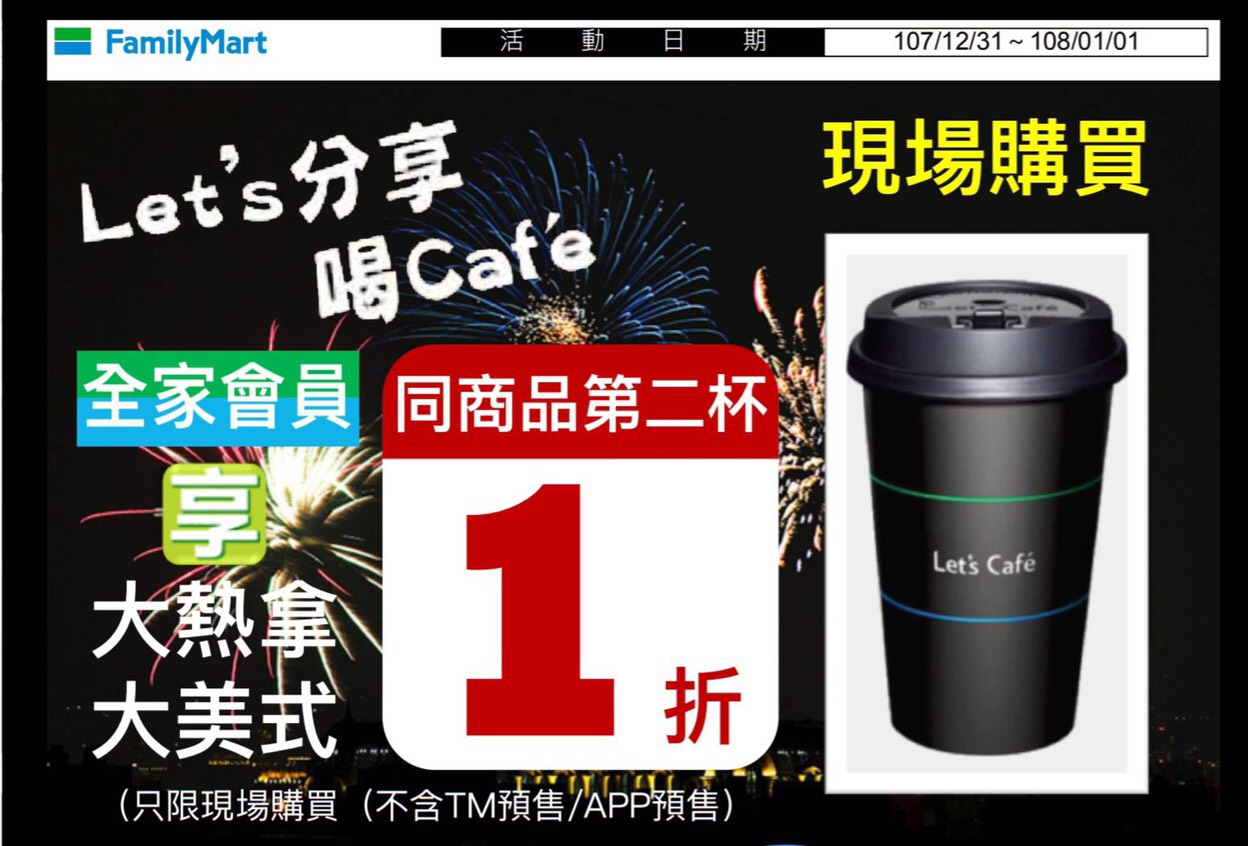 FamilyMart
活動日期
107/12/31 ~ 108/01/01
Let's分享
喝Café
現場購買
全家會員
享
大熱拿
大美式
同商品第二杯
1折
Let's Café
(只限現場購買 (不含TM預售/APP預售)